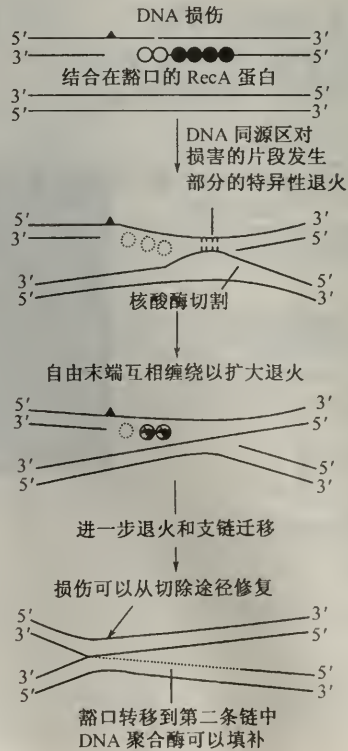 DNA 损伤
5′ 3′
3′ 5′
结合在豁口的 RecA 蛋白
3′ 5′
5′ 3′
DNA 同源区对
损害的片段发生
部分的特异性退火
5′ 3′
3′ 5′
3′ 5′
5′ 3′
核酸酶切割
自由末端互相缠绕以扩大退火
5′ 3′
3′ 5′
3′ 5′
5′ 3′
进一步退火和支链迁移
损伤可以从切除途径修复
5′ 3′
3′ 5′
3′ 5′
5′ 3′
豁口转移到第二条链中
DNA 聚合酶可以填补